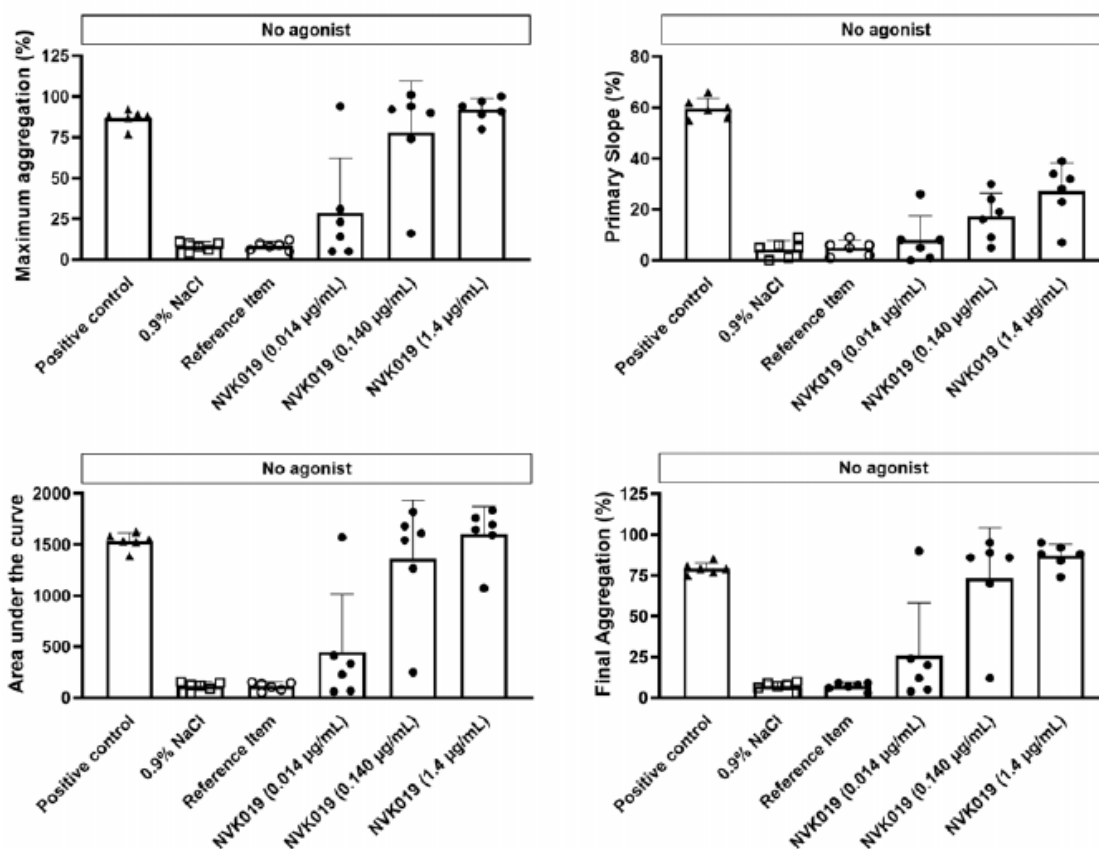 No agonist
Maximum aggregation (%)
125
100
75
50
25
0
Positive control
0.9% NaCl
Reference Item
NVK019 (0.014 µg/mL)
NVK019 (0.140 µg/mL)
NVK019 (1.4 µg/mL)
No agonist
Primary Slope (%)
80
60
40
20
0
Positive control
0.9% NaCl
Reference Item
NVK019 (0.014 µg/mL)
NVK019 (0.140 µg/mL)
NVK019 (1.4 µg/mL)
No agonist
Area under the curve
2000
1500
1000
500
0
Positive control
0.9% NaCl
Reference Item
NVK019 (0.014 µg/mL)
NVK019 (0.140 µg/mL)
NVK019 (1.4 µg/mL)
No agonist
Final Aggregation (%)
125
100
75
50
25
0
Positive control
0.9% NaCl
Reference Item
NVK019 (0.014 µg/mL)
NVK019 (0.140 µg/mL)
NVK019 (1.4 µg/mL)